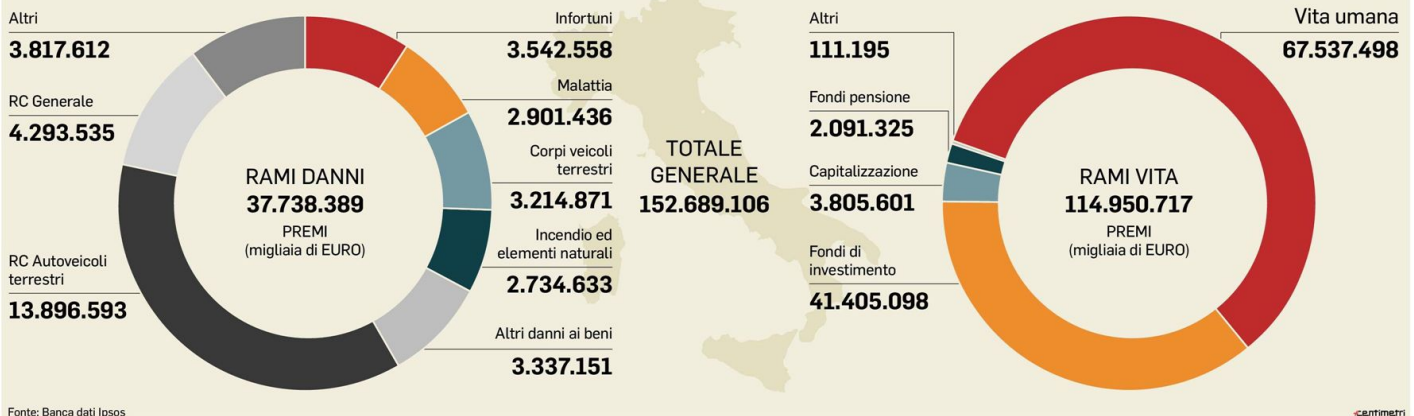 Altri
3.817.612
RC Generale
4.293.535
RC Autoveicoli
terrestri
13.896.593
RAMI DANNI
37.738.389
PREMI
(migliaia di EURO)
Infortuni
3.542.558
Malattia
2.901.436
Corpi veicoli
terrestri
3.214.871
Incendio ed
elementi naturali
2.734.633
Altri danni ai beni
3.337.151
TOTALE
GENERALE
152.689.106
Altri
111.195
Fondi pensione
2.091.325
Capitalizzazione
3.805.601
Fondi di
investimento
41.405.098
RAMI VITA
114.950.717
PREMI
(migliaia di EURO)
Vita umana
67.537.498
Fonte: Banca dati Ipsos
centimetri